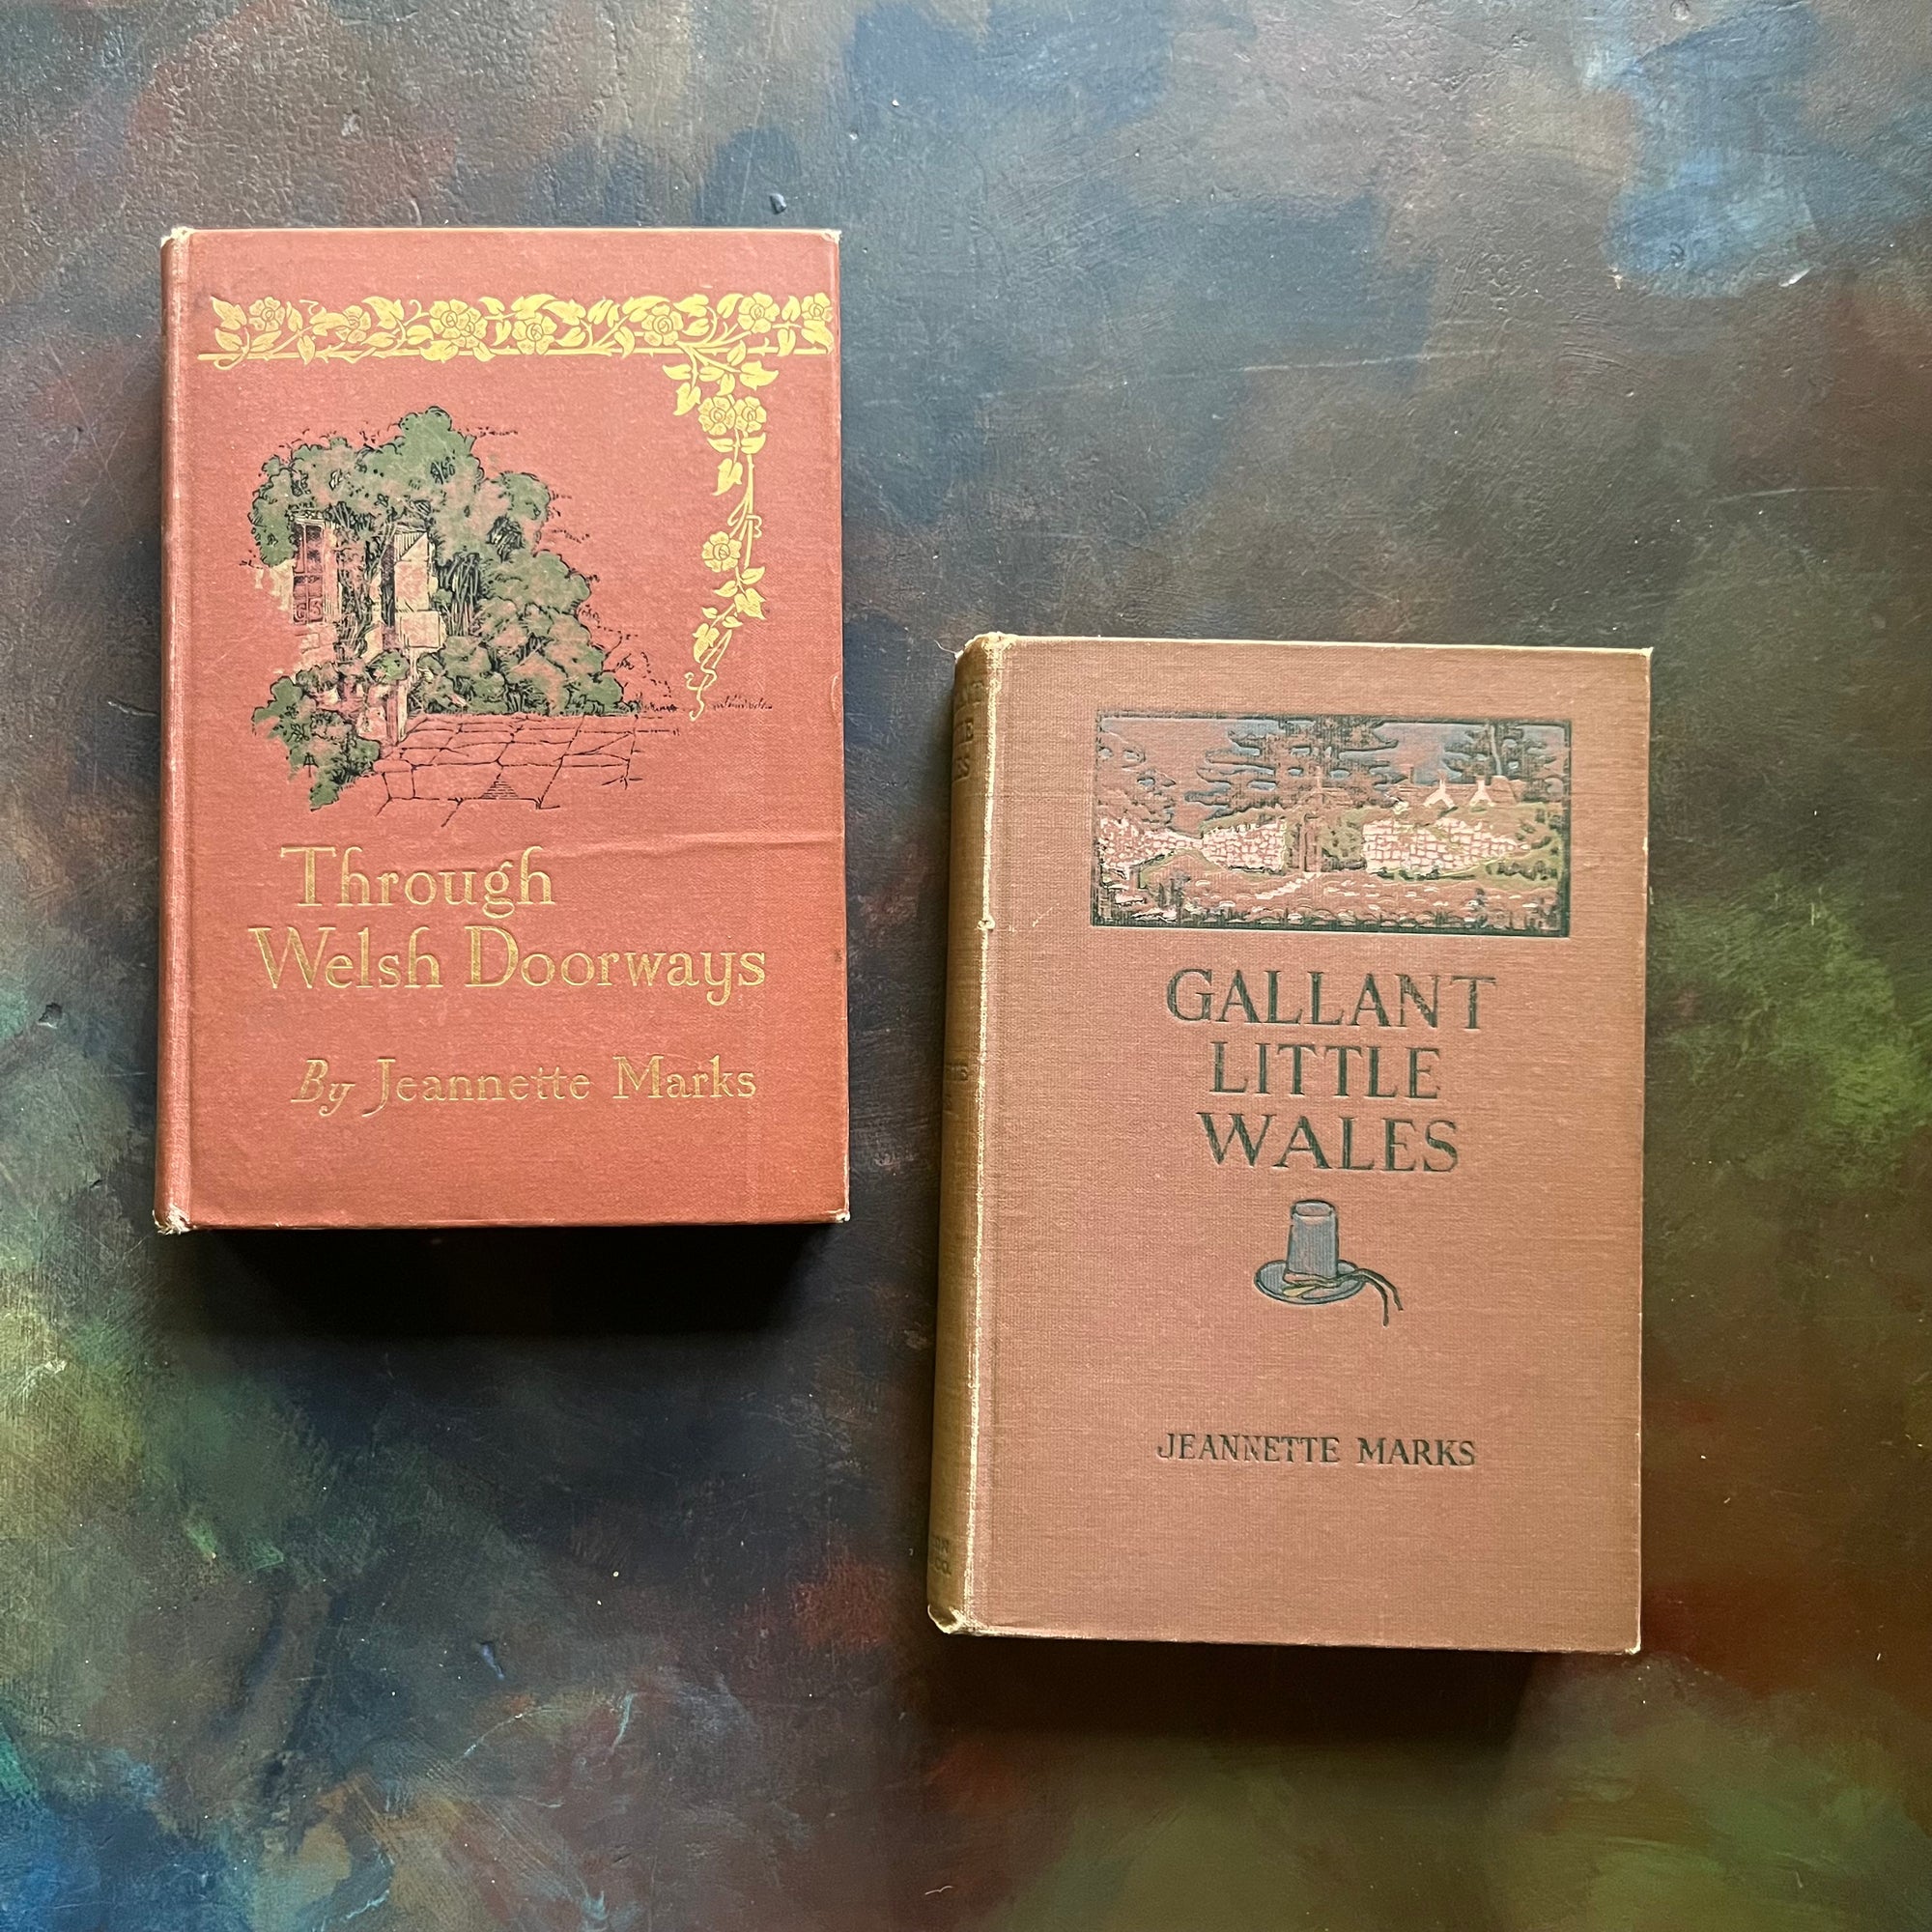 Through
Welsh Doorways
By Jeannette Marks
GALLANT
LITTLE
WALES
JEANNETTE MARKS